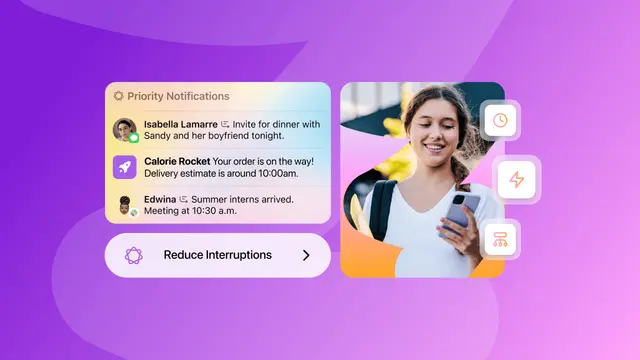 Priority Notifications
Isabella Lamarre Invite for dinner with
Sandy and her boyfriend tonight.
Calorie Rocket Your order is on the way!
Delivery estimate is around 10:00am.
Edwina Summer interns arrived.
Meeting at 10:30 a.m.
Reduce Interruptions